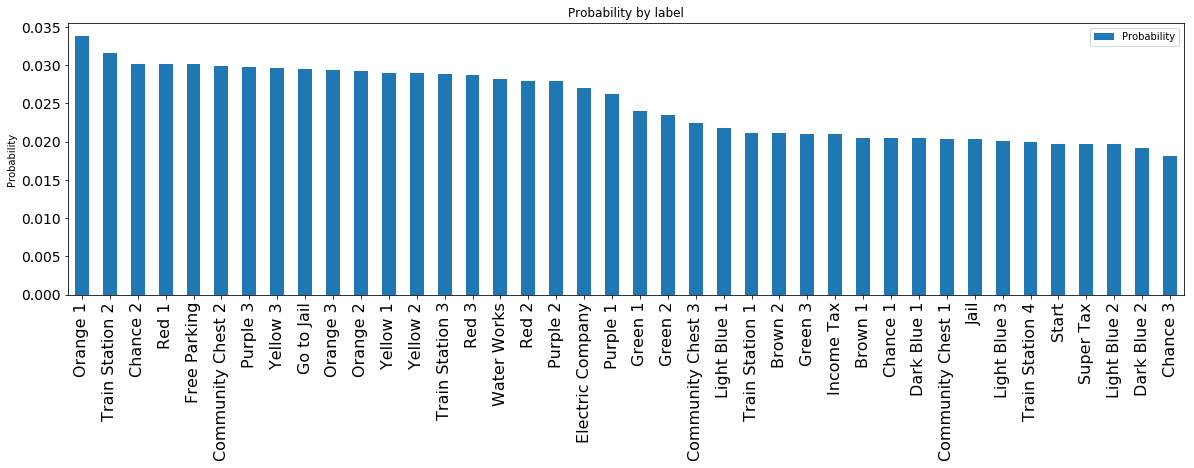 Probability by label
Probability
Probability
0.035
0.030
0.025
0.020
0.015
0.010
0.005
0.000
Orange 1
Train Station 2
Chance 2
Red 1
Free Parking
Community Chest 2
Purple 3
Yellow 3
Go to Jail
Orange 3
Orange 2
Yellow 1
Yellow 2
Train Station 3
Red 3
Water Works
Red 2
Purple 2
Electric Company
Purple 1
Green 1
Green 2
Community Chest 3
Light Blue 1
Train Station 1
Brown 2
Green 3
Income Tax
Brown 1
Chance 1
Dark Blue 1
Community Chest 1
Jail
Light Blue 3
Train Station 4
Start
Super Tax
Light Blue 2
Dark Blue 2
Chance 3